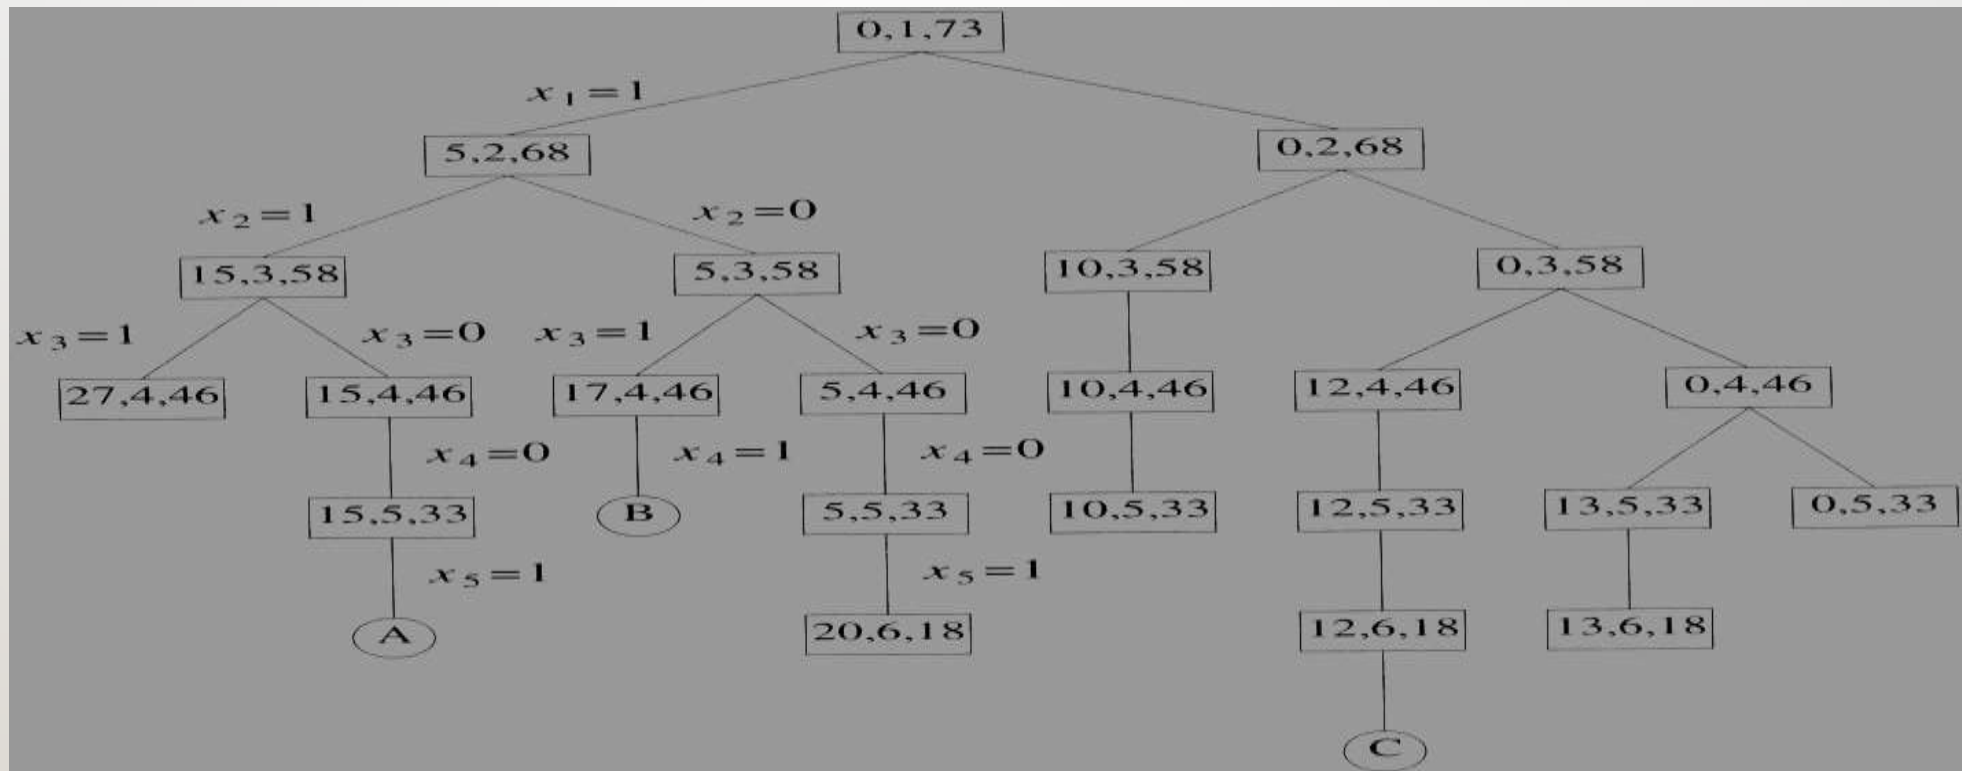 0,1,73
x1=1
5,2,68
0,2,68
x2=1
x2=0
15,3,58
5,3,58
10,3,58
0,3,58
x3=1
x3=0
x3=1
x3=0
27,4,46
15,4,46
17,4,46
5,4,46
10,4,46
12,4,46
0,4,46
x4=0
x4=1
x4=0
15,5,33
B
5,5,33
10,5,33
12,5,33
13,5,33
0,5,33
x5=1
x5=1
A
20,6,18
12,6,18
13,6,18
C